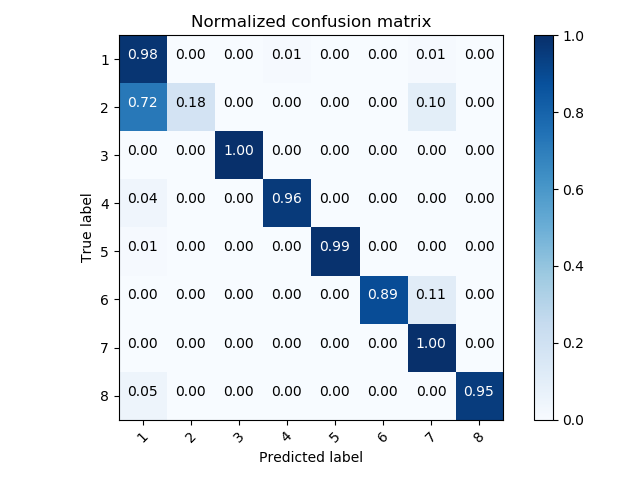 Normalized confusion matrix
True label
1 0.98 0.00 0.00 0.01 0.00 0.00 0.01 0.00
2 0.72 0.18 0.00 0.00 0.00 0.00 0.10 0.00
3 0.00 0.00 1.00 0.00 0.00 0.00 0.00 0.00
4 0.04 0.00 0.00 0.96 0.00 0.00 0.00 0.00
5 0.01 0.00 0.00 0.00 0.99 0.00 0.00 0.00
6 0.00 0.00 0.00 0.00 0.00 0.89 0.11 0.00
7 0.00 0.00 0.00 0.00 0.00 0.00 1.00 0.00
8 0.05 0.00 0.00 0.00 0.00 0.00 0.00 0.95
1 2 3 4 5 6 7 8
Predicted label
1.0
0.8
0.6
0.4
0.2
0.0